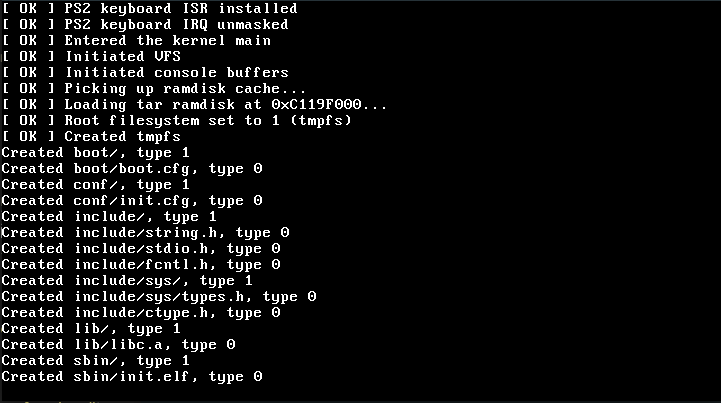 [ OK ] PS2 keyboard ISR installed
[ OK ] PS2 keyboard IRQ unmasked
[ OK ] Entered the kernel main
[ OK ] Initiated VFS
[ OK ] Initiated console buffers
[ OK ] Picking up ramdisk cache...
[ OK ] Loading tar ramdisk at 0xC119F000...
[ OK ] Root filesystem set to 1 (tmpfs)
[ OK ] Created tmpfs
Created boot/, type 1
Created boot/boot.cfg, type 0
Created conf/, type 1
Created conf/init.cfg, type 0
Created include/, type 1
Created include/string.h, type 0
Created include/stdio.h, type 0
Created include/fcntl.h, type 0
Created include/sys/, type 1
Created include/sys/types.h, type 0
Created include/ctype.h, type 0
Created lib/, type 1
Created lib/libc.a, type 0
Created sbin/, type 1
Created sbin/init.elf, type 0